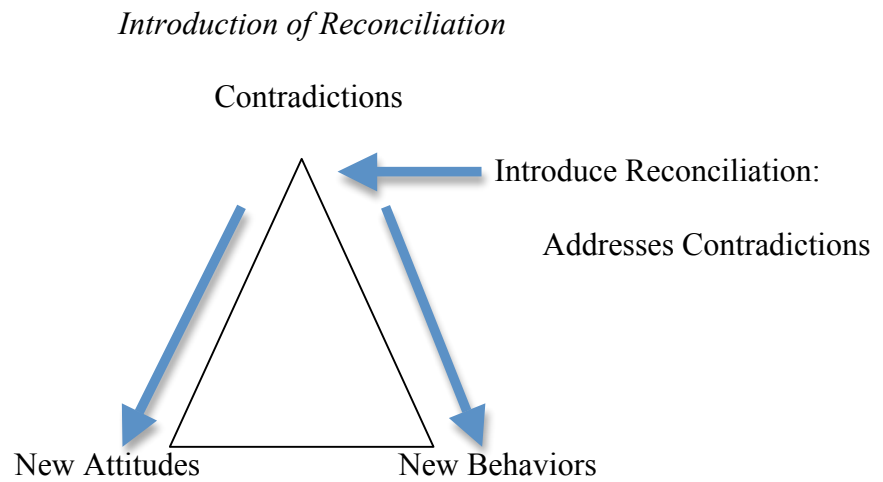 Introduction of Reconciliation
Contradictions
Introduce Reconciliation:
Addresses Contradictions
New Attitudes
New Behaviors